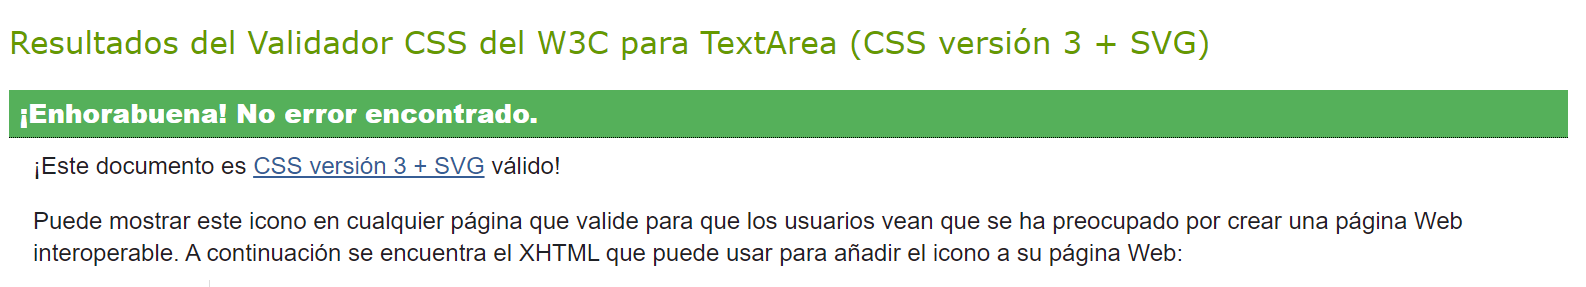 Resultados del Validador CSS del W3C para TextArea (CSS versión 3 + SVG)
¡Enhorabuena! No error encontrado.
¡Este documento es CSS versión 3 + SVG válido!
Puede mostrar este icono en cualquier página que valide para que los usuarios vean que se ha preocupado por crear una página Web
interoperable. A continuación se encuentra el XHTML que puede usar para añadir el icono a su página Web: